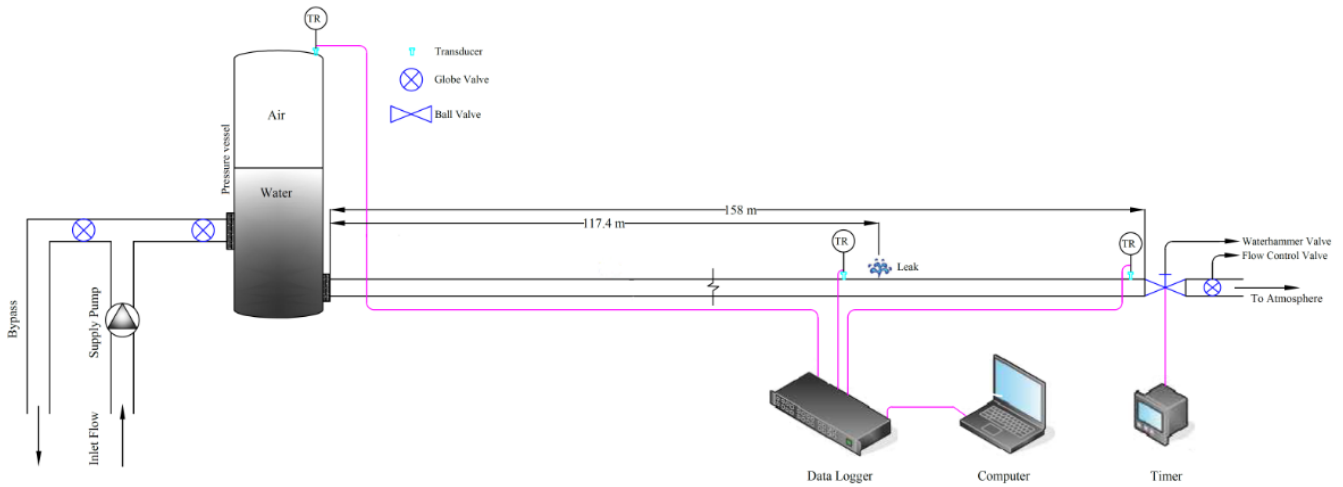 TR
Transducer
Globe Valve
Ball Valve
Air
Pressure vessel
Water
158 m
117.4 m
TR
TR
Leak
Waterhammer Valve
Flow Control Valve
To Atmosphere
Bypass
Supply Pump
Inlet Flow
Data Logger
Computer
Timer